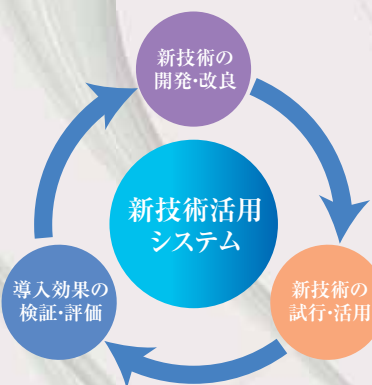 新技術の
開発・改良
新技術活用
システム
導入効果の
検証・評価
新技術の
試行・活用